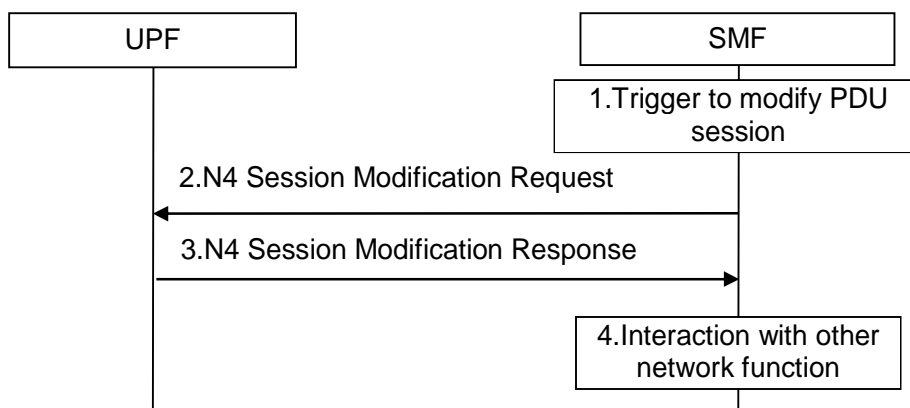 UPF
SMF
1.Trigger to modify PDU
session
2.N4 Session Modification Request
3.N4 Session Modification Response
4.Interaction with other
network function